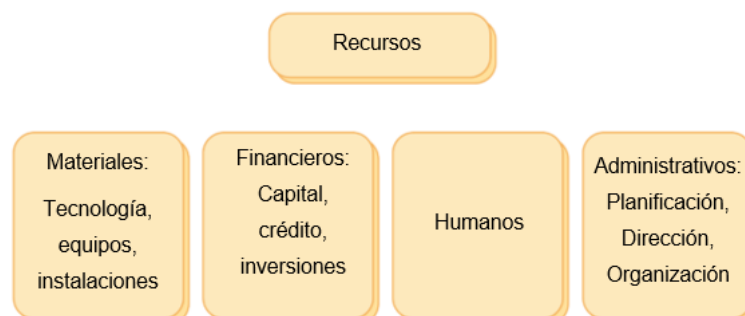 Recursos
Materiales:
Tecnología,
equipos,
instalaciones
Financieros:
Capital,
crédito,
inversiones
Humanos
Administrativos:
Planificación,
Dirección,
Organización